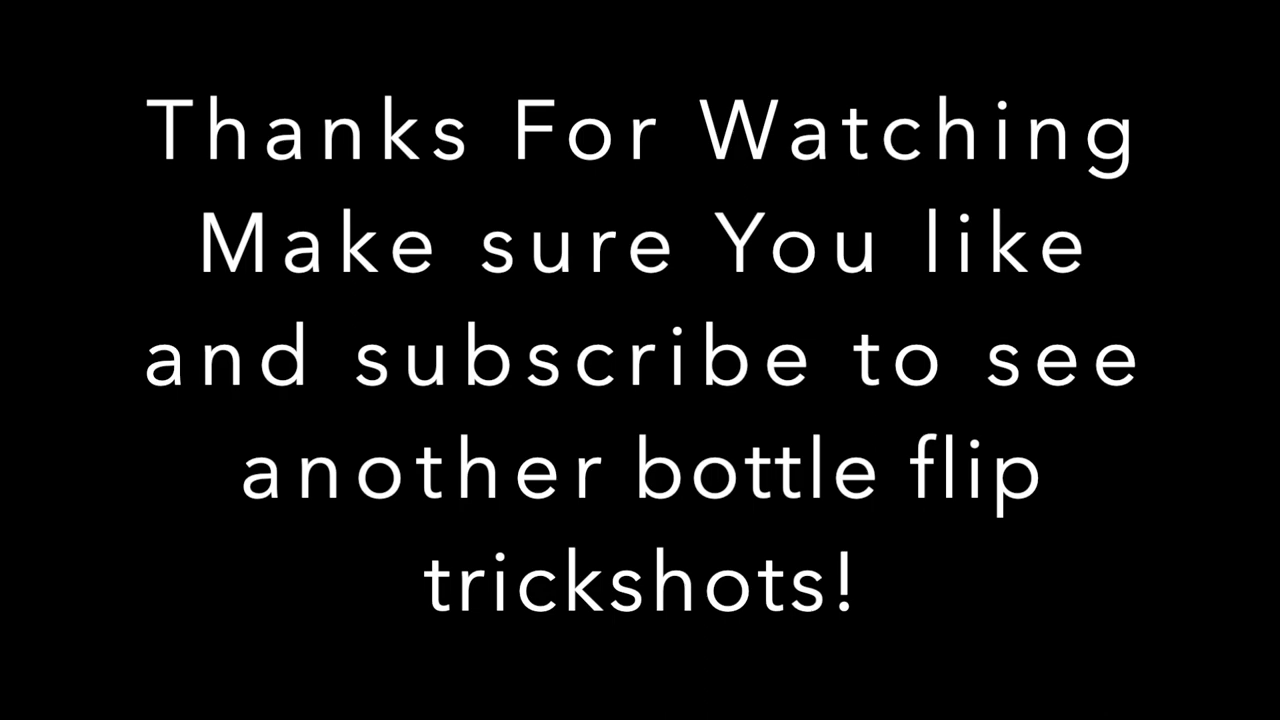 Thanks For Watching
Make sure You like
and subscribe to see
another bottle flip
trickshots!